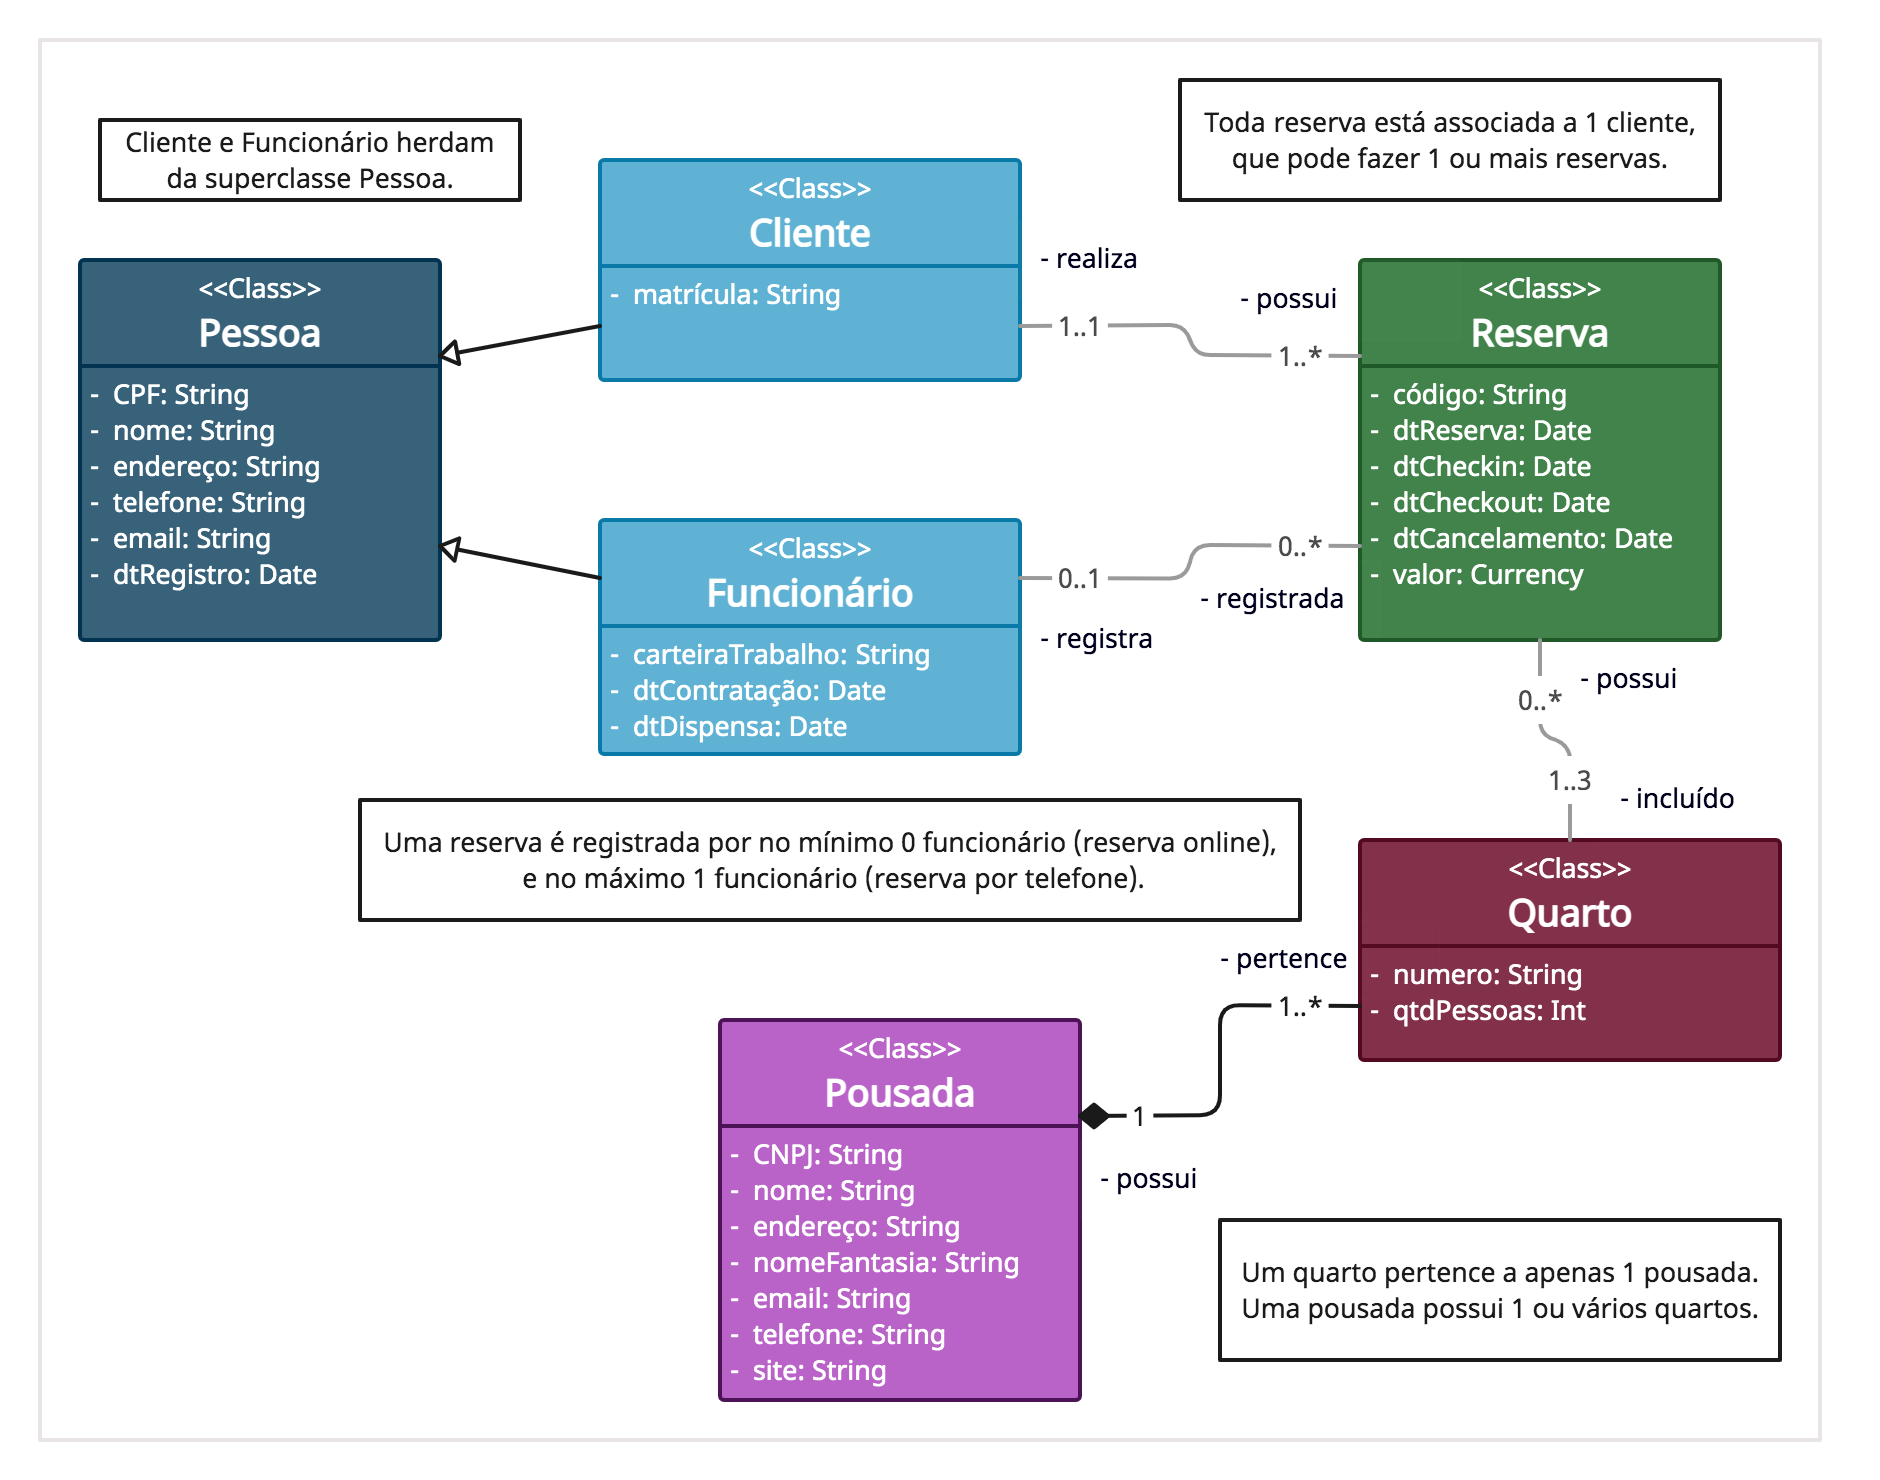 Cliente e Funcionário herdam
da superclasse Pessoa.
Toda reserva está associada a 1 cliente,
que pode fazer 1 ou mais reservas.
<<Class>>
Pessoa
- CPF: String
- nome: String
- endereço: String
- telefone: String
- email: String
- dtRegistro: Date
<<Class>>
Cliente
- matrícula: String
- realiza
1..1
- possui
1..*
<<Class>>
Reserva
- código: String
- dtReserva: Date
- dtCheckin: Date
- dtCheckout: Date
- dtCancelamento: Date
- valor: Currency
<<Class>>
Funcionário
- carteiraTrabalho: String
- dtContratação: Date
- dtDispensa: Date
0..1
- registra
0..*
- registrada
- possui
0..*
1..3
- incluído
Uma reserva é registrada por no mínimo 0 funcionário (reserva online),
e no máximo 1 funcionário (reserva por telefone).
<<Class>>
Quarto
- numero: String
- qtdPessoas: Int
- pertence
1..*
1
- possui
<<Class>>
Pousada
- CNPJ: String
- nome: String
- endereço: String
- nomeFantasia: String
- email: String
- telefone: String
- site: String
Um quarto pertence a apenas 1 pousada.
Uma pousada possui 1 ou vários quartos.